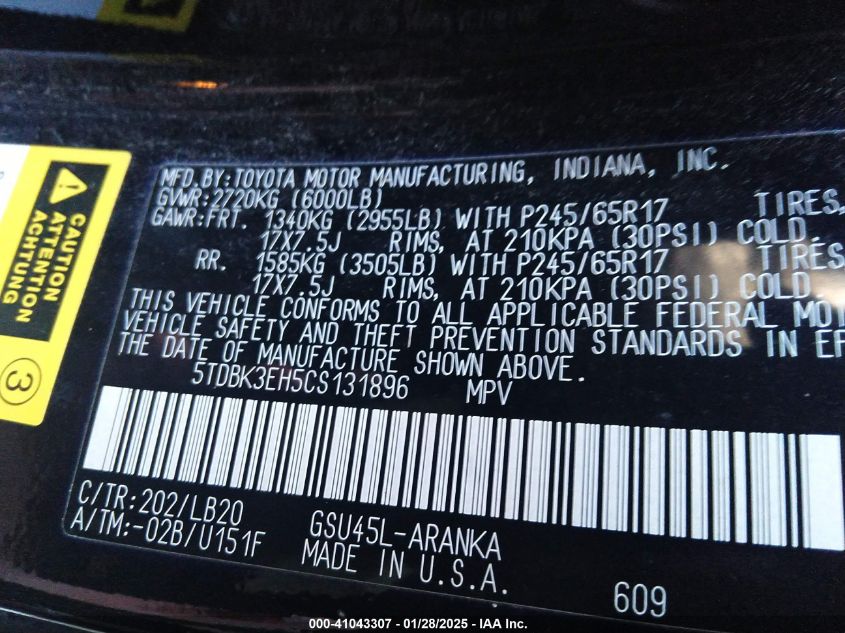 MFD.BY:TOYOTA MOTOR MANUFACTURING, INDIANA, INC.
GVWR:2720KG (6000LB)
GAWR:FRT. 1340KG (2955LB) WITH P245/65R17 TIRES,
17X7.5J RIMS, AT 210KPA (30PSI) COLD.
RR. 1585KG (3505LB) WITH P245/65R17 TIRES
17X7.5J RIMS, AT 210KPA (30PSI) COLD.
THIS VEHICLE CONFORMS TO ALL APPLICABLE FEDERAL MOT
VEHICLE SAFETY AND THEFT PREVENTION STANDARDS IN EF
THE DATE OF MANUFACTURE SHOWN ABOVE.
5TDBK3EH5CS131896 MPV
C/TR:202/LB20 GSU45L-ARANKA
A/TM:-02B/U151F MADE IN U.S.A.
609
CAUTION
ATTENTION
ACHTUNG
3
000-41043307 - 01/28/2025 - IAA Inc.